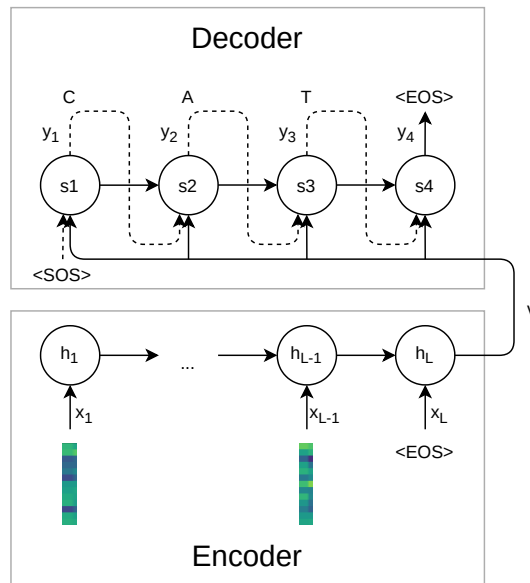 Decoder
C A T <EOS>
y1 y2 y3 y4
s1 s2 s3 s4
<SOS>
h1 ... hL-1 hL
x1 xL-1 xL
<EOS>
Encoder